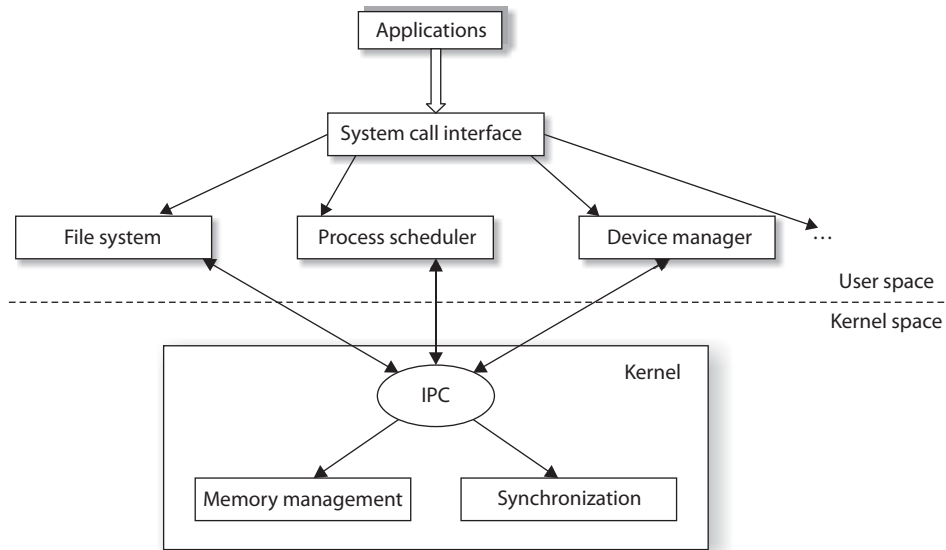 Applications
System call interface
File system
Process scheduler
Device manager
...
User space
Kernel space
Kernel
IPC
Memory management
Synchronization